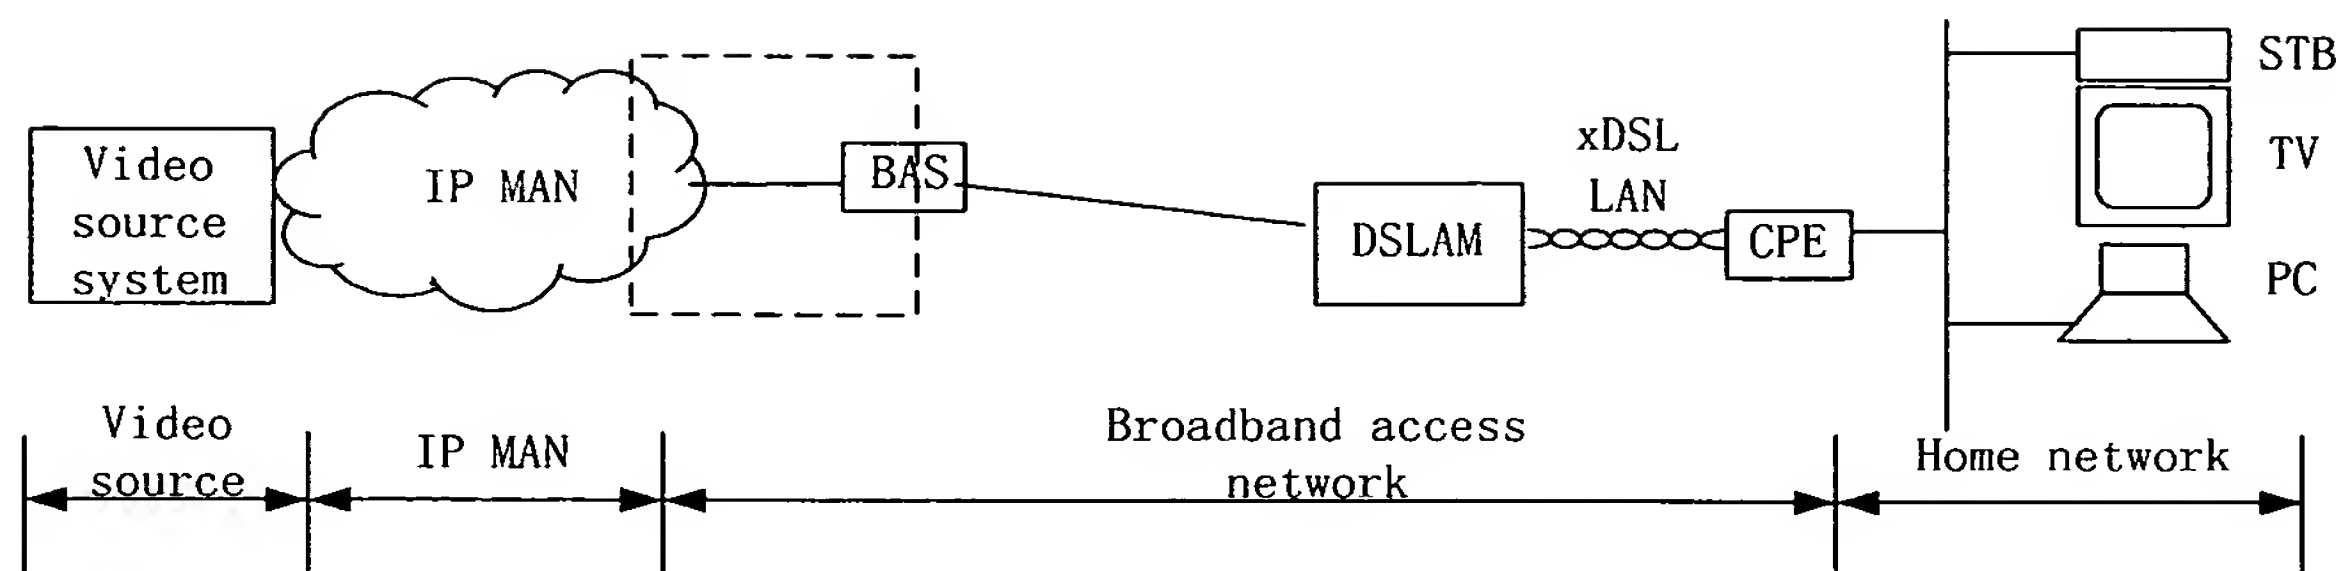 Video
source
system
IP MAN
BAS
DSLAM
xDSL
LAN
CPE
STB
TV
PC
Video
source
IP MAN
Broadband access
network
Home network